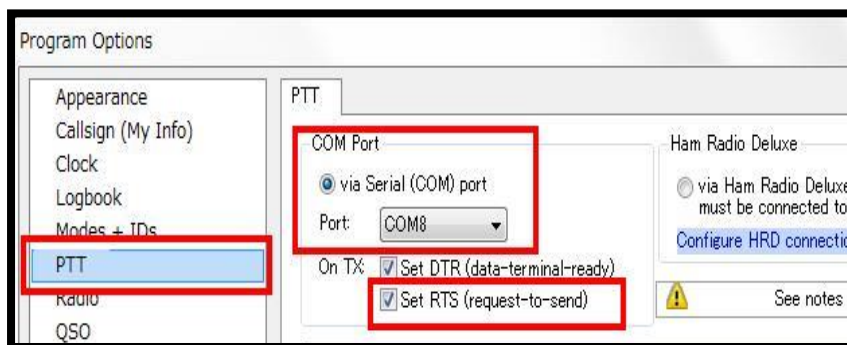 Program Options
Appearance
Callsign (My Info)
Clock
Logbook
Modes + IDs
PTT
Radio
QSO
PTT
COM Port
via Serial (COM) port
Port: COM8
On TX: Set DTR (data-terminal-ready)
Set RTS (request-to-send)
Ham Radio Deluxe
via Ham Radio Deluxe
must be connected to
Configure HRD connectio
See notes